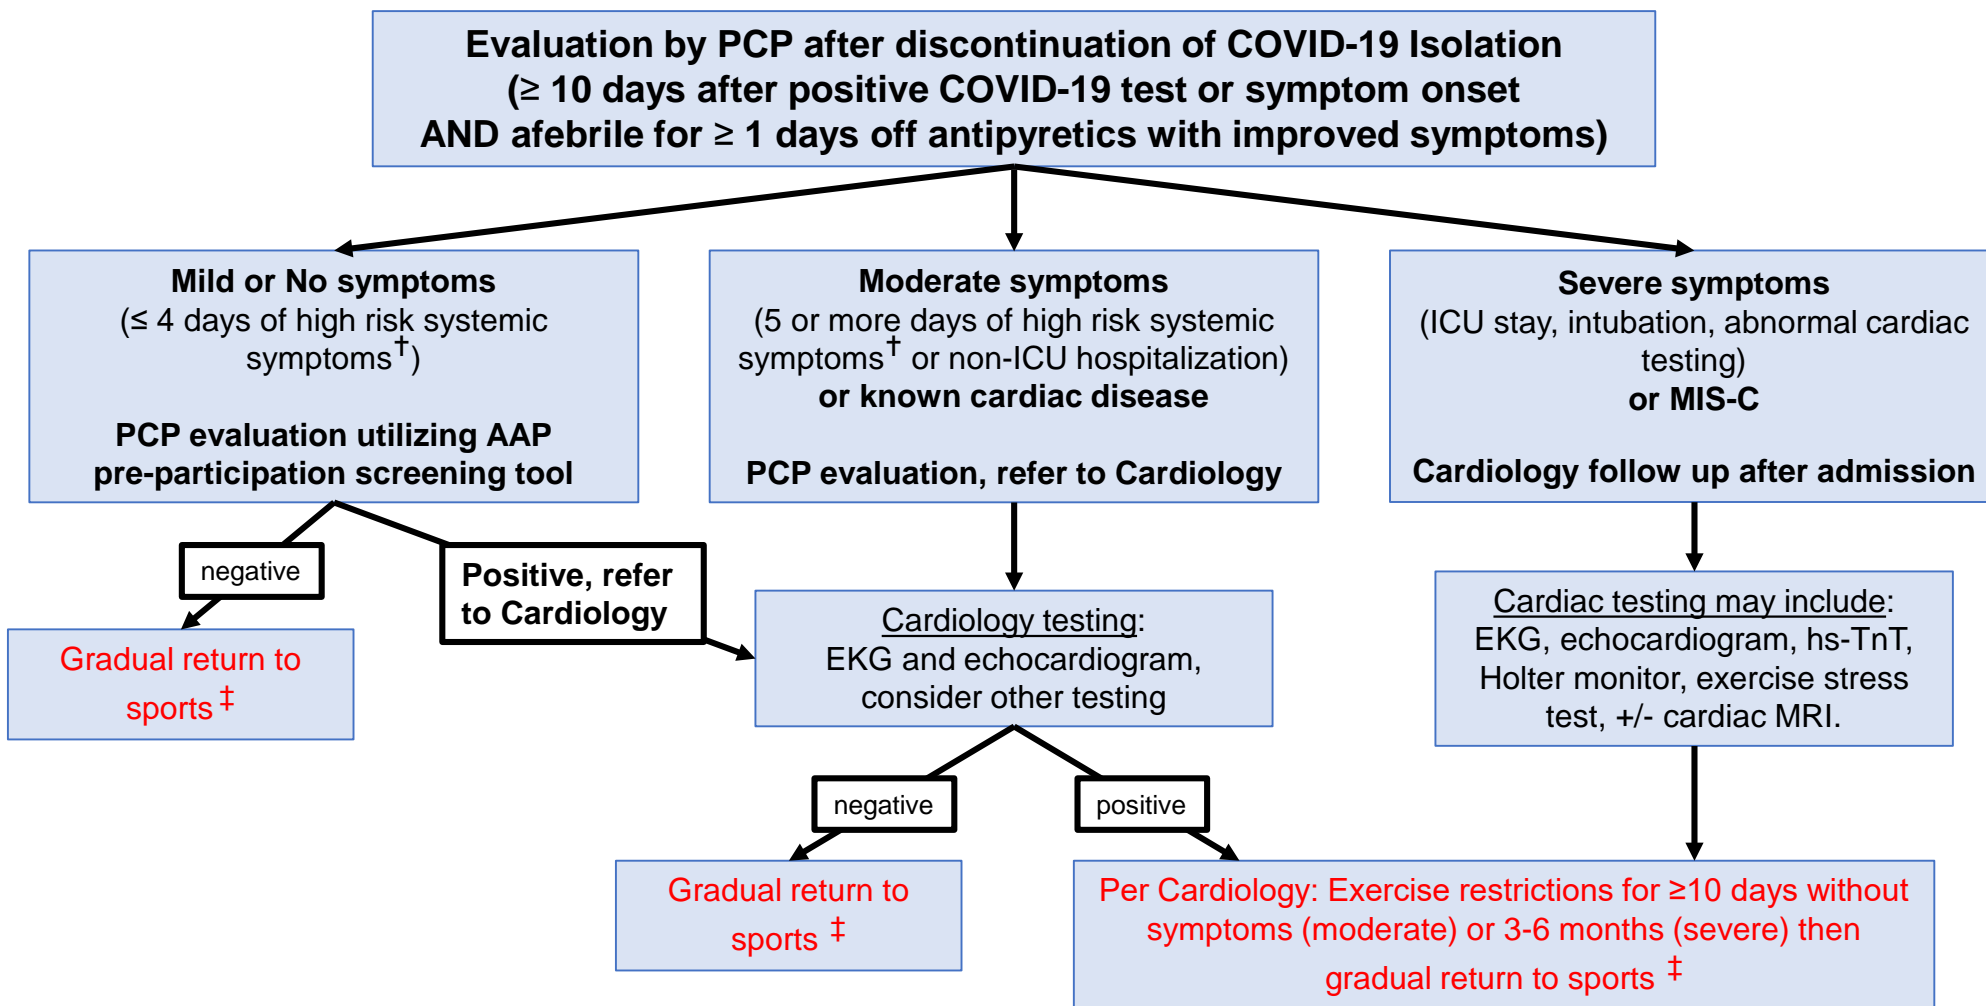 Evaluation by PCP after discontinuation of COVID-19 Isolation
(≥ 10 days after positive COVID-19 test or symptom onset
AND afebrile for ≥ 1 days off antipyretics with improved symptoms)
Mild or No symptoms
(≤ 4 days of high risk systemic
symptoms†)
PCP evaluation utilizing AAP
pre-participation screening tool
Moderate symptoms
(5 or more days of high risk systemic
symptoms† or non-ICU hospitalization)
or known cardiac disease
PCP evaluation, refer to Cardiology
Severe symptoms
(ICU stay, intubation, abnormal cardiac
testing)
or MIS-C
Cardiology follow up after admission
negative
Positive, refer
to Cardiology
Gradual return to
sports ‡
Cardiology testing:
EKG and echocardiogram,
consider other testing
Cardiac testing may include:
EKG, echocardiogram, hs-TnT,
Holter monitor, exercise stress
test, +/- cardiac MRI.
negative
positive
Gradual return to
sports ‡
Per Cardiology: Exercise restrictions for ≥10 days without
symptoms (moderate) or 3-6 months (severe) then
gradual return to sports ‡